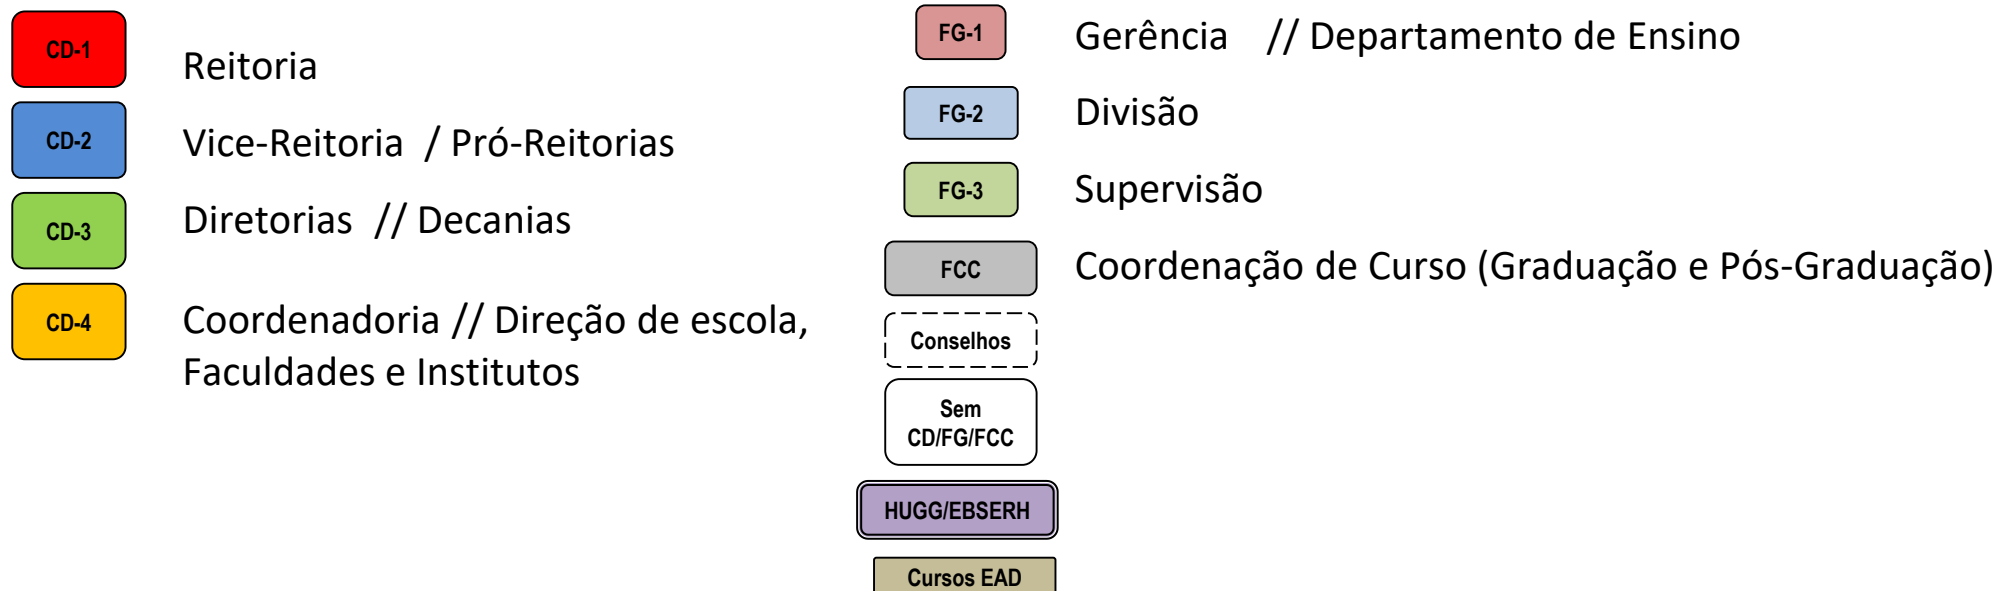 CD-1
Reitoria
CD-2
Vice-Reitoria / Pró-Reitorias
CD-3
Diretorias // Decanias
CD-4
Coordenadoria // Direção de escola,
Faculdades e Institutos
FG-1
Gerência // Departamento de Ensino
FG-2
Divisão
FG-3
Supervisão
FCC
Coordenação de Curso (Graduação e Pós-Graduação)
Conselhos
Sem
CD/FG/FCC
HUGG/EBSERH
Cursos EAD